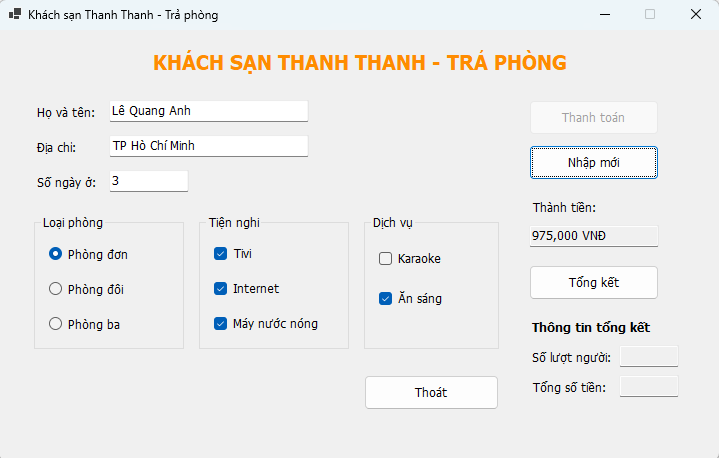 Khách sạn Thanh Thanh - Trả phòng
KHÁCH SẠN THANH THANH - TRẢ PHÒNG
Họ và tên: Lê Quang Anh
Địa chỉ: TP Hồ Chí Minh
Số ngày ở: 3
Thanh toán
Nhập mới
Thành tiền:
975,000 VNĐ
Tổng kết
Loại phòng
Phòng đơn
Phòng đôi
Phòng ba
Tiện nghi
Tivi
Internet
Máy nước nóng
Dịch vụ
Karaoke
Ăn sáng
Thông tin tổng kết
Số lượt người:
Tổng số tiền:
Thoát